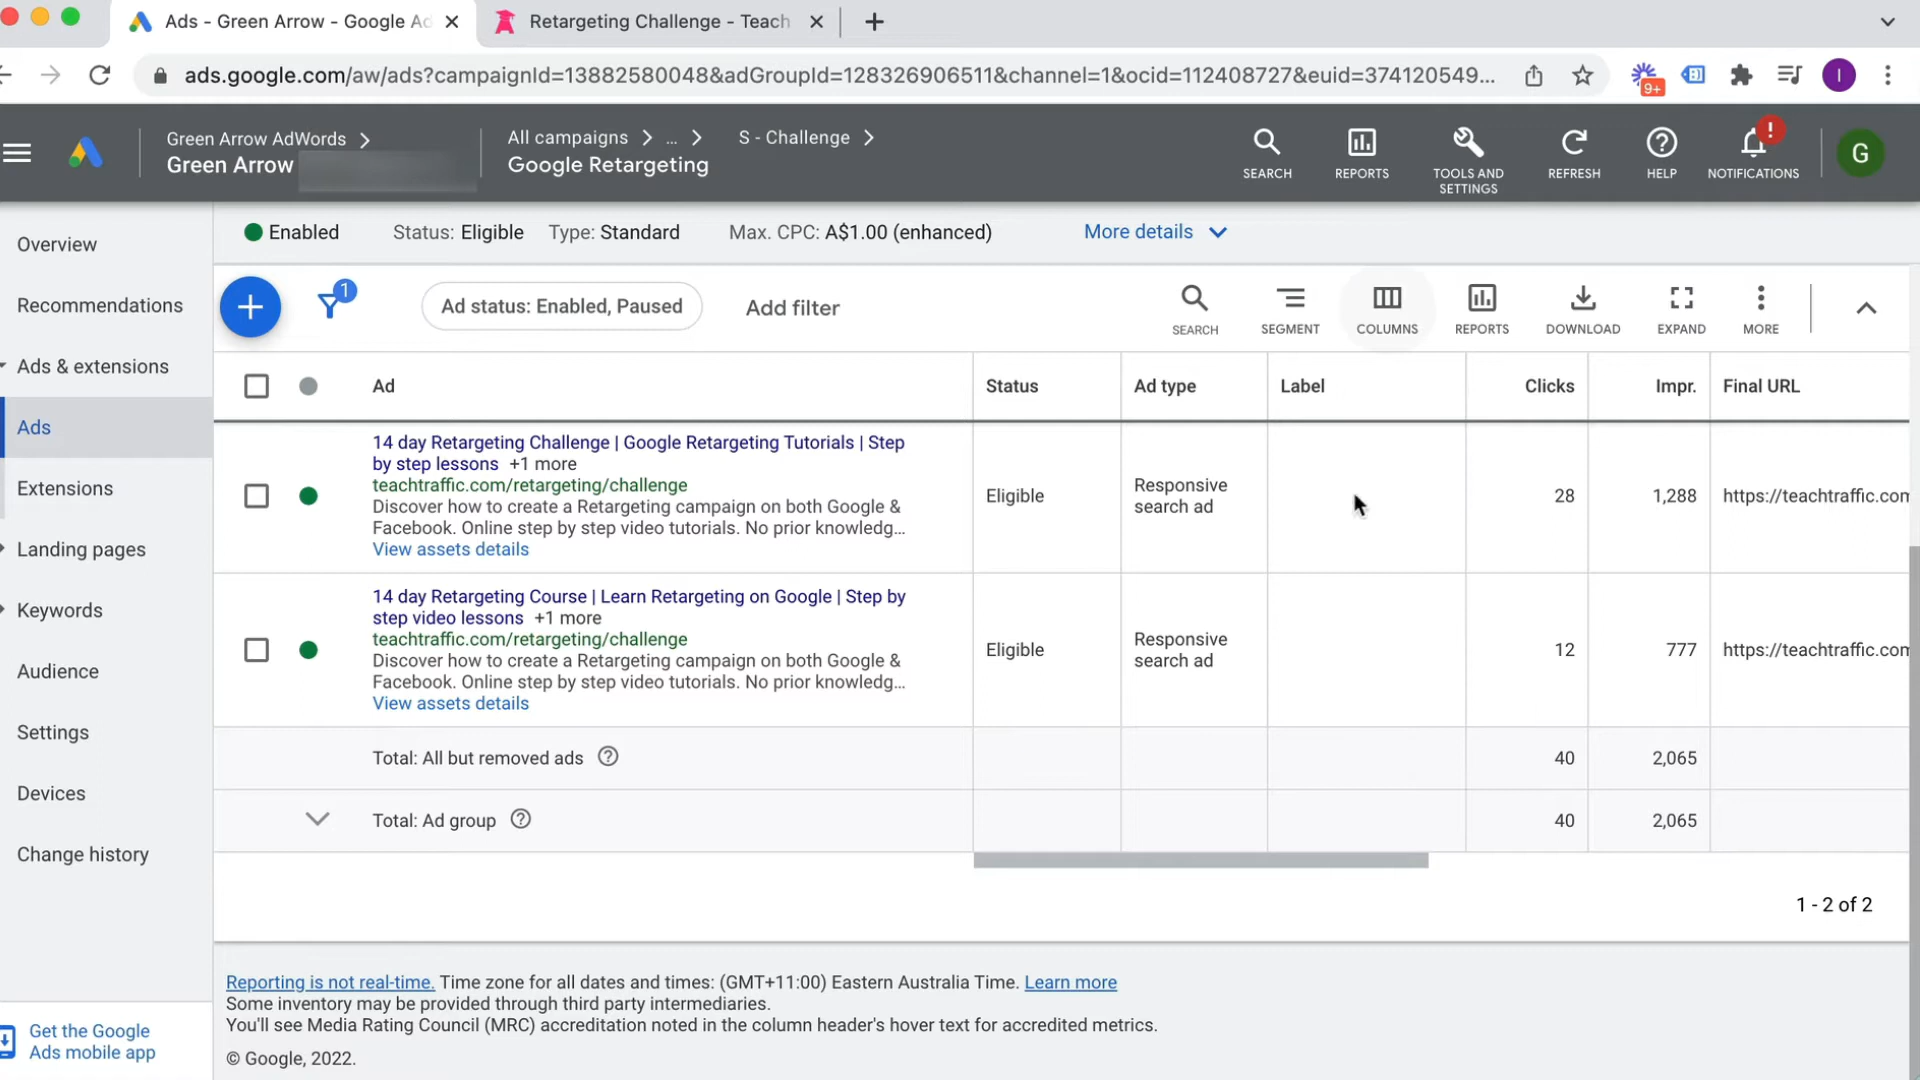 Ads - Green Arrow - Google Ad
Retargeting Challenge - Teach
ads.google.com/aw/ads?campaignId=13882580048&adGroupId=128326906511&channel=1&ocid=112408727&euid=374120549...
9+
I
Green Arrow AdWords
Green Arrow
All campaigns
...
S - Challenge
Google Retargeting
SEARCH
REPORTS
TOOLS AND
SETTINGS
REFRESH
HELP
!
NOTIFICATIONS
G
Overview
Recommendations
Ads & extensions
Ads
Extensions
Landing pages
Keywords
Audience
Settings
Devices
Change history
Get the Google
Ads mobile app
Enabled
Status: Eligible
Type: Standard
Max. CPC: A$1.00 (enhanced)
More details
1
Ad status: Enabled, Paused
Add filter
SEARCH
SEGMENT
COLUMNS
REPORTS
DOWNLOAD
EXPAND
MORE
Ad
Status
Ad type
Label
Clicks
Impr.
Final URL
14 day Retargeting Challenge | Google Retargeting Tutorials | Step
by step lessons +1 more
teachtraffic.com/retargeting/challenge
Discover how to create a Retargeting campaign on both Google &
Facebook. Online step by step video tutorials. No prior knowledg...
View assets details
Eligible
Responsive
search ad
28
1,288
https://teachtraffic.com
14 day Retargeting Course | Learn Retargeting on Google | Step by
step video lessons +1 more
teachtraffic.com/retargeting/challenge
Discover how to create a Retargeting campaign on both Google &
Facebook. Online step by step video tutorials. No prior knowledg...
View assets details
Eligible
Responsive
search ad
12
777
https://teachtraffic.com
Total: All but removed ads
40
2,065
Total: Ad group
40
2,065
1 - 2 of 2
Reporting is not real-time. Time zone for all dates and times: (GMT+11:00) Eastern Australia Time. Learn more
Some inventory may be provided through third party intermediaries.
You'll see Media Rating Council (MRC) accreditation noted in the column header's hover text for accredited metrics.
© Google, 2022.